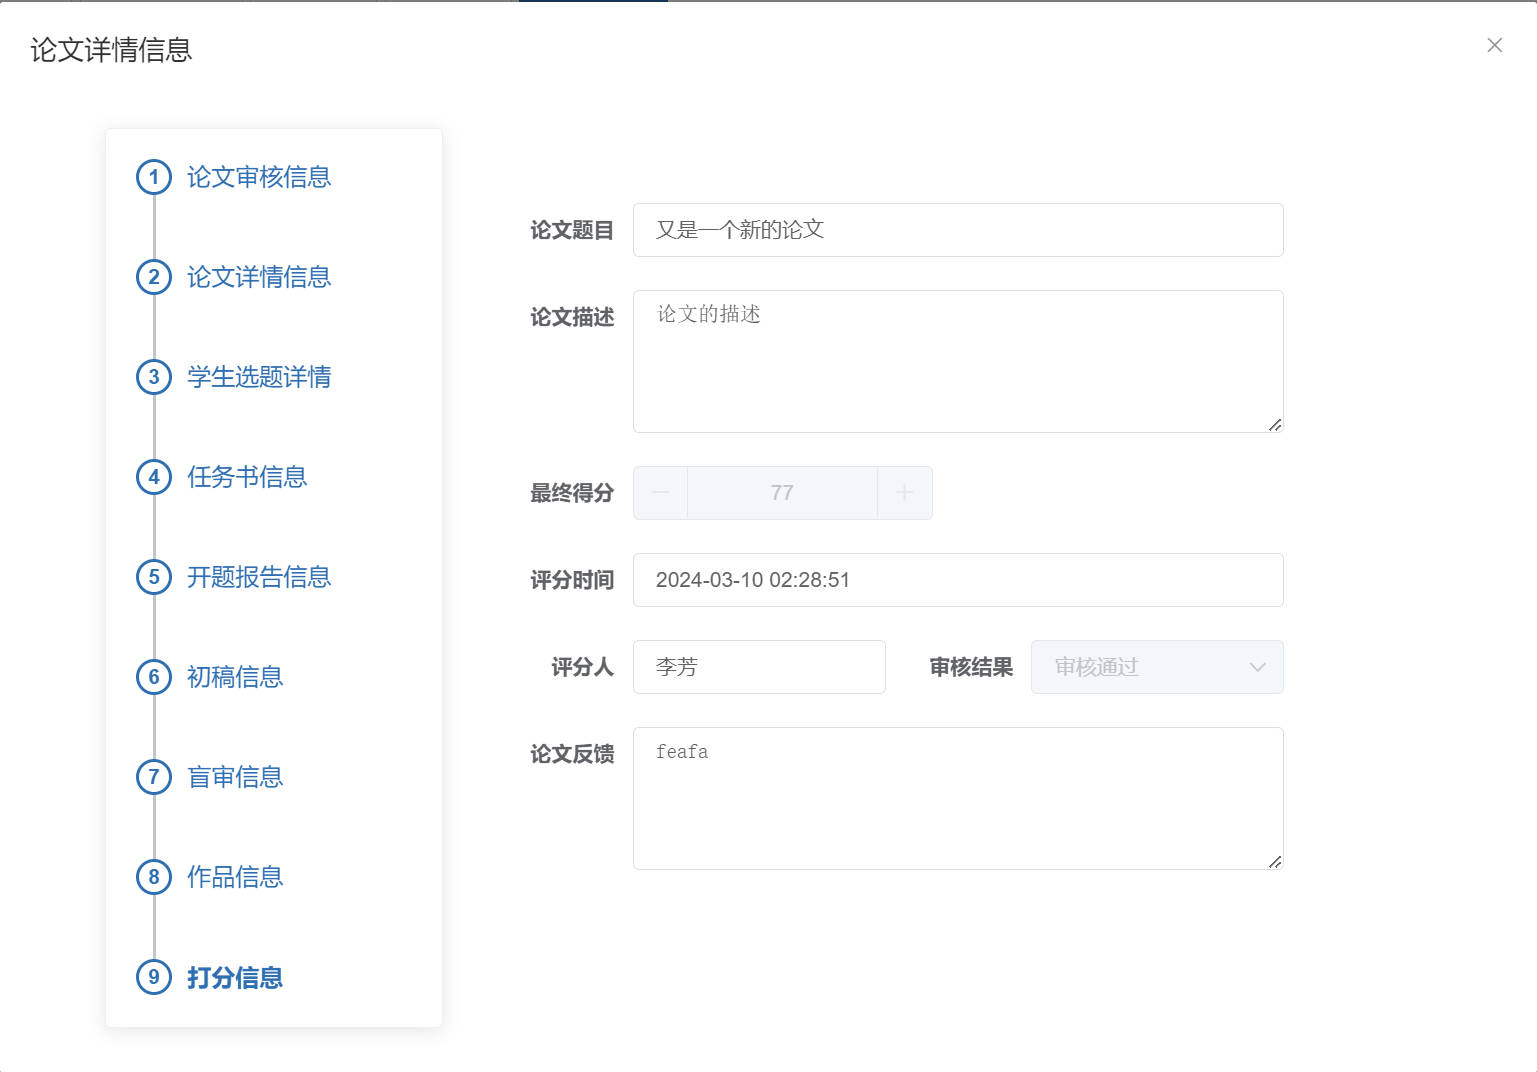 论文详情信息
1 论文审核信息
2 论文详情信息
3 学生选题详情
4 任务书信息
5 开题报告信息
6 初稿信息
7 盲审信息
8 作品信息
9 打分信息
论文题目 又是一个新的论文
论文描述 论文的描述
最终得分 77
评分时间 2024-03-10 02:28:51
评分人 李芳 审核结果 审核通过
论文反馈 feafa